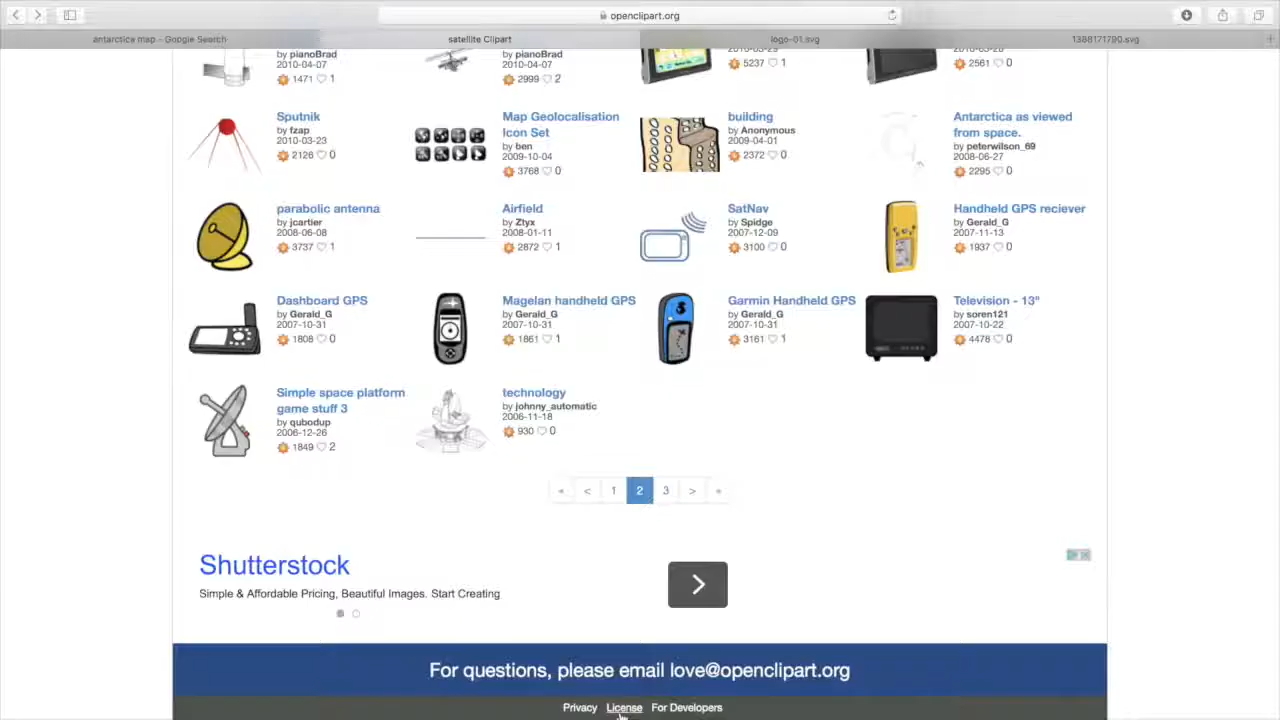 openclipart.org
antarctica map - Google Search
satellite Clipart
logo-01.svg
1388171790.svg
by pianoBrad
2010-04-07
1471 1
by pianoBrad
2010-04-07
2999 2
2010-03-29
5237 1
2010-03-28
2561 0
Sputnik
by fzap
2010-03-23
2126 0
Map Geolocalisation
Icon Set
by ben
2009-10-04
3768 0
building
by Anonymous
2009-04-01
2372 0
Antarctica as viewed
from space.
by peterwilson_69
2008-06-27
2295 0
parabolic antenna
by jcartier
2008-06-08
3737 1
Airfield
by Ztyx
2008-01-11
2872 1
SatNav
by Spidge
2007-12-09
3100 0
Handheld GPS reciever
by Gerald_G
2007-11-13
1937 0
Dashboard GPS
by Gerald_G
2007-10-31
1808 0
Magelan handheld GPS
by Gerald_G
2007-10-31
1861 1
Garmin Handheld GPS
by Gerald_G
2007-10-31
3161 1
Television - 13"
by soren121
2007-10-22
4478 0
Simple space platform
game stuff 3
by qubodup
2006-12-26
1849 2
technology
by johnny_automatic
2006-11-18
930 0
« < 1 2 3 > »
Shutterstock
Simple & Affordable Pricing, Beautiful Images. Start Creating
For questions, please email love@openclipart.org
Privacy License For Developers